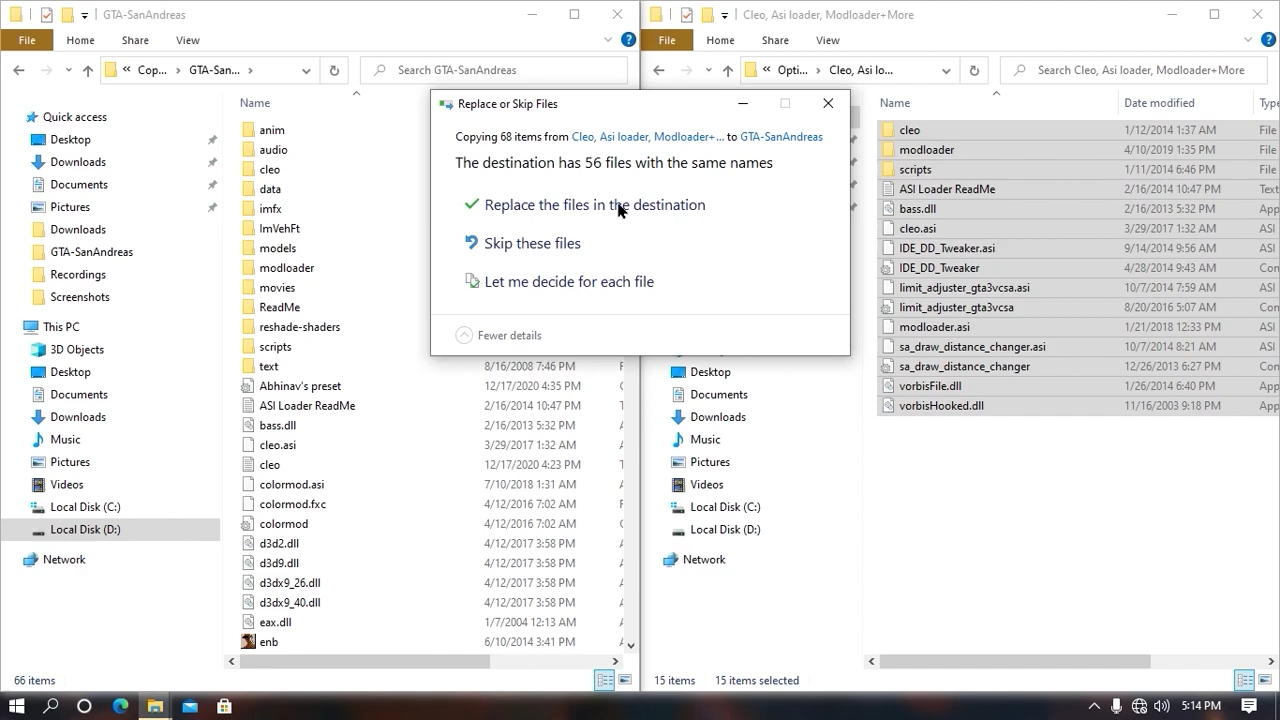 GTA-SanAndreas
File Home Share View
Cop... GTA-San...
Search GTA-SanAndreas
Quick access
Desktop
Downloads
Documents
Pictures
Downloads
GTA-SanAndreas
Recordings
Screenshots
This PC
3D Objects
Desktop
Documents
Downloads
Music
Pictures
Videos
Local Disk (C:)
Local Disk (D:)
Network
Name
anim
audio
cleo
data
imfx
ImVehFt
models
modloader
movies
ReadMe
reshade-shaders
scripts
text 8/16/2008 7:46 PM
Abhinav's preset 12/17/2020 4:35 PM
ASI Loader ReadMe 2/16/2014 10:47 PM
bass.dll 2/16/2013 5:32 PM
cleo.asi 3/29/2017 1:32 AM
cleo 12/17/2020 4:23 PM
colormod.asi 7/10/2018 1:31 AM
colormod.fxc 4/12/2016 7:02 AM
colormod 4/12/2016 7:02 AM
d3d2.dll 4/12/2017 3:58 PM
d3d9.dll 4/12/2017 3:58 PM
d3dx9_26.dll 4/12/2017 3:58 PM
d3dx9_40.dll 4/12/2017 3:58 PM
eax.dll 1/7/2004 12:13 AM
enb 6/10/2014 3:41 PM
66 items
Replace or Skip Files
Copying 68 items from Cleo, Asi loader, Modloader+... to GTA-SanAndreas
The destination has 56 files with the same names
Replace the files in the destination
Skip these files
Let me decide for each file
Fewer details
Cleo, Asi loader, Modloader+More
File Home Share View
Opti... Cleo, Asi lo...
Search Cleo, Asi loader, Modloader+More
Desktop
Documents
Downloads
Music
Pictures
Videos
Local Disk (C:)
Local Disk (D:)
Network
Name Date modified Type
cleo 1/12/2014 1:37 AM File
modloader 4/10/2019 1:35 PM File
scripts 1/11/2014 6:46 PM File
ASI Loader ReadMe 2/16/2014 10:47 PM Text
bass.dll 2/16/2013 5:32 PM App
cleo.asi 3/29/2017 1:32 AM ASI
IDE_DD_Tweaker.asi 9/14/2014 9:56 AM ASI
IDE_DD_Tweaker 4/28/2014 9:43 AM Con
limit_adjuster_gta3vcsa.asi 10/7/2014 7:59 AM ASI
limit_adjuster_gta3vcsa 8/20/2016 5:07 AM Con
modloader.asi 1/21/2018 12:33 PM ASI
sa_draw_distance_changer.asi 10/7/2014 8:21 AM ASI
sa_draw_distance_changer 12/26/2013 6:27 PM Con
vorbisFile.dll 1/26/2014 6:40 PM App
vorbisHooked.dll 11/16/2003 9:18 PM App
15 items 15 items selected
5:14 PM